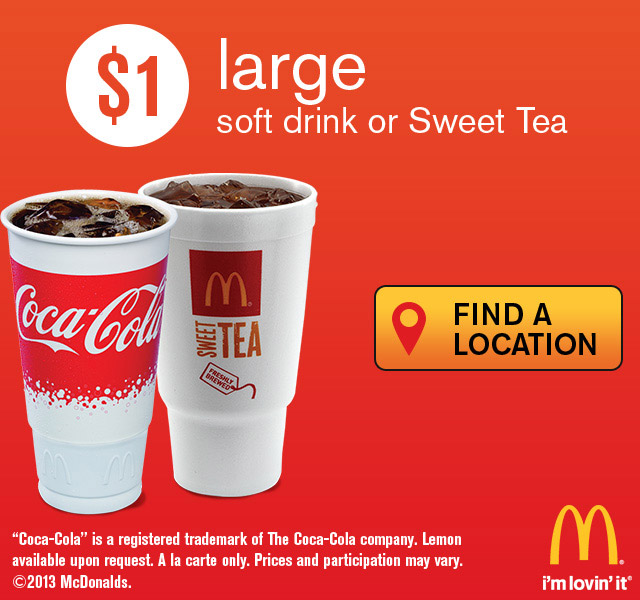 $1
large
soft drink or Sweet Tea
Coca-Cola
M
SWEET
TEA
FRESHLY
BREWED
FIND A
LOCATION
“Coca-Cola” is a registered trademark of The Coca-Cola company. Lemon
available upon request. A la carte only. Prices and participation may vary.
©2013 McDonalds.
M
i'm lovin' it®